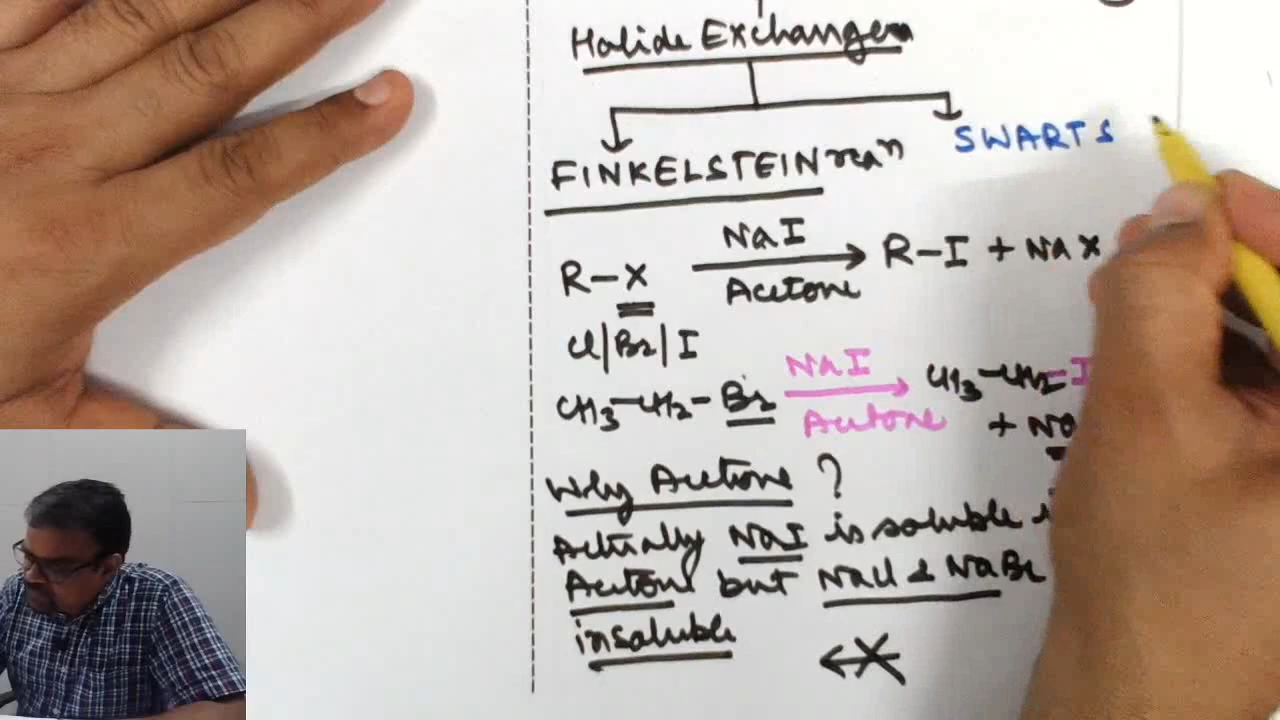 Halide Exchange
FINKELSTEIN reaⁿ
SWARTS
R-X NaI Acetone R-I + NaX
Cl|Br|I
CH3-CH2-Br NaI Acetone CH3-CH2-I
+ Na
Why Acetone ?
Actually NaI is soluble i
Acetone but NaCl & NaBr
insoluble